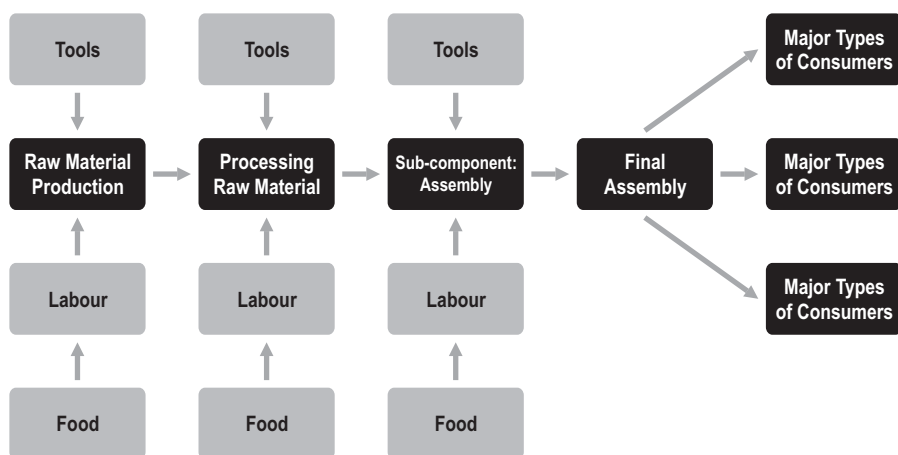 Tools
Tools
Tools
Major Types
of Consumers
Raw Material
Production
Processing
Raw Material
Sub-component:
Assembly
Final
Assembly
Major Types
of Consumers
Labour
Labour
Labour
Major Types
of Consumers
Food
Food
Food